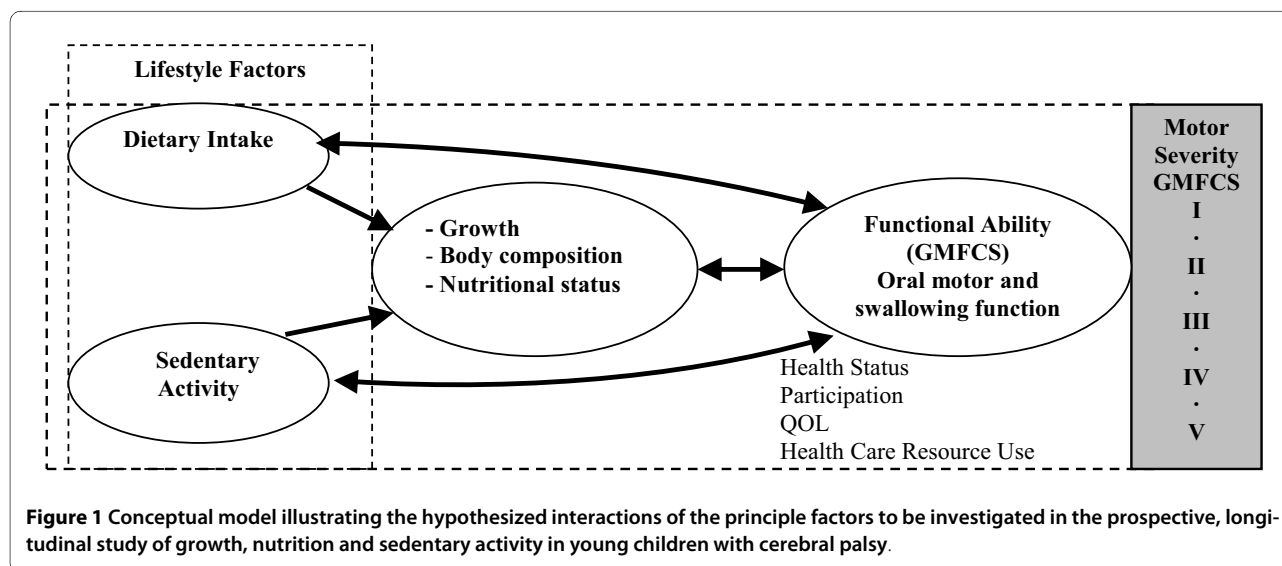 Lifestyle Factors
Dietary Intake
Sedentary
Activity
- Growth
- Body composition
- Nutritional status
Functional Ability
(GMFCS)
Oral motor and
swallowing function
Health Status
Participation
QOL
Health Care Resource Use
Motor
Severity
GMFCS
I
.
II
.
III
.
IV
.
V
Figure 1 Conceptual model illustrating the hypothesized interactions of the principle factors to be investigated in the prospective, longi-
tudinal study of growth, nutrition and sedentary activity in young children with cerebral palsy.